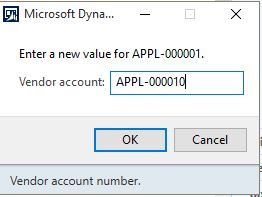 Microsoft Dyna...
Enter a new value for APPL-000001.
Vendor account: APPL-000010
OK Cancel
Vendor account number.